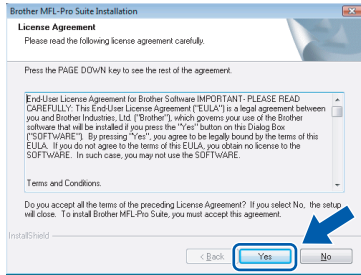 Brother MFL-Pro Suite Installation
License Agreement
Please read the following license agreement carefully.
Press the PAGE DOWN key to see the rest of the agreement.
End-User License Agreement for Brother Software IMPORTANT- PLEASE READ
CAREFULLY: This End-User License Agreement ("EULA") is a legal agreement between
you and Brother Industries, Ltd. ("Brother"), which governs your use of the Brother
software that will be installed if you press the "Yes" button on this Dialog Box
("SOFTWARE"). By pressing "Yes", you agree to be legally bound by the terms of this
EULA. If you do not agree to the terms of this EULA, you obtain no license to the
SOFTWARE. In such case, you may not use the SOFTWARE.
Terms and Conditions.
Do you accept all the terms of the preceding License Agreement? If you select No, the setup
will close. To install Brother MFL-Pro Suite, you must accept this agreement.
InstallShield
< Back
Yes
No